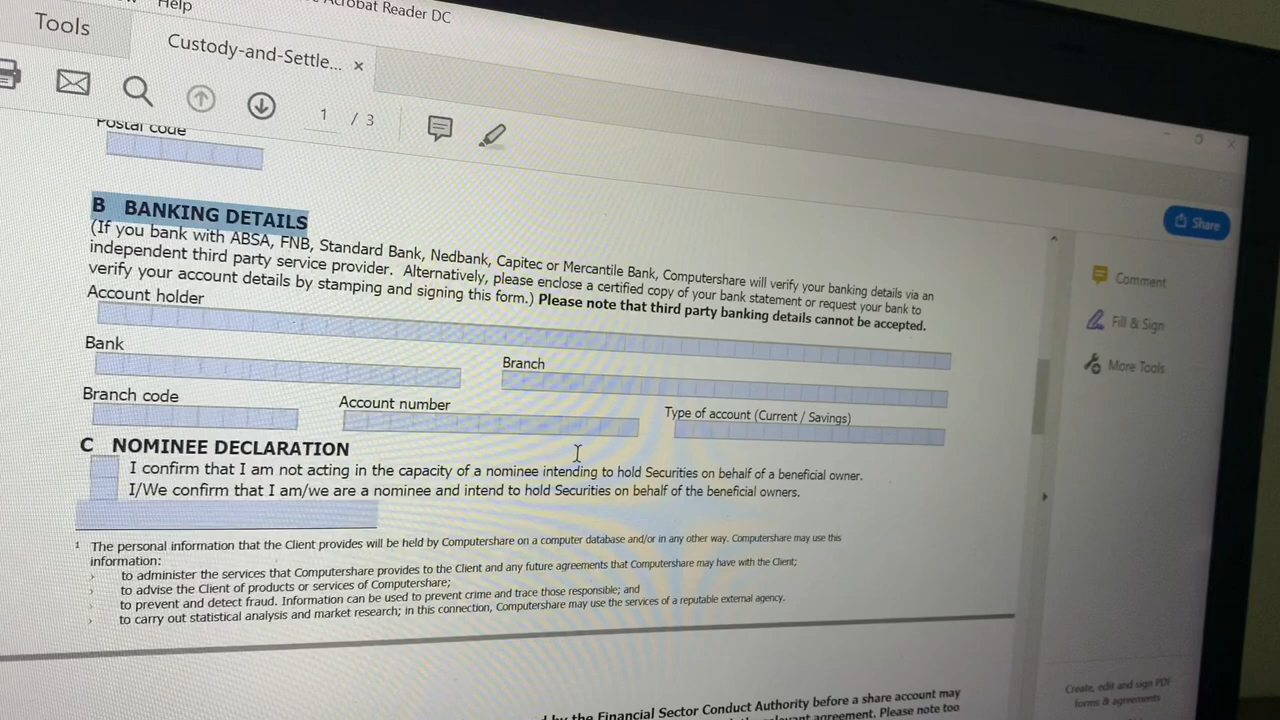 Help
Acrobat Reader DC
Tools
Custody-and-Settle...
1 / 3
Postal code
Share
B BANKING DETAILS
(If you bank with ABSA, FNB, Standard Bank, Nedbank, Capitec or Mercantile Bank, Computershare will verify your banking details via an
independent third party service provider. Alternatively, please enclose a certified copy of your bank statement or request your bank to
verify your account details by stamping and signing this form.) Please note that third party banking details cannot be accepted.
Account holder
Bank
Branch
Branch code
Account number
Type of account (Current / Savings)
C NOMINEE DECLARATION
I confirm that I am not acting in the capacity of a nominee intending to hold Securities on behalf of a beneficial owner.
I/We confirm that I am/we are a nominee and intend to hold Securities on behalf of the beneficial owners.
1 The personal information that the Client provides will be held by Computershare on a computer database and/or in any other way. Computershare may use this
information:
› to administer the services that Computershare provides to the Client and any future agreements that Computershare may have with the Client;
› to advise the Client of products or services of Computershare;
› to prevent and detect fraud. Information can be used to prevent crime and trace those responsible; and
› to carry out statistical analysis and market research; in this connection, Computershare may use the services of a reputable external agency.
by the Financial Sector Conduct Authority before a share account may
relevant agreement. Please note too
Comment
Fill & Sign
More Tools
Create, edit and sign PDF
forms & agreements